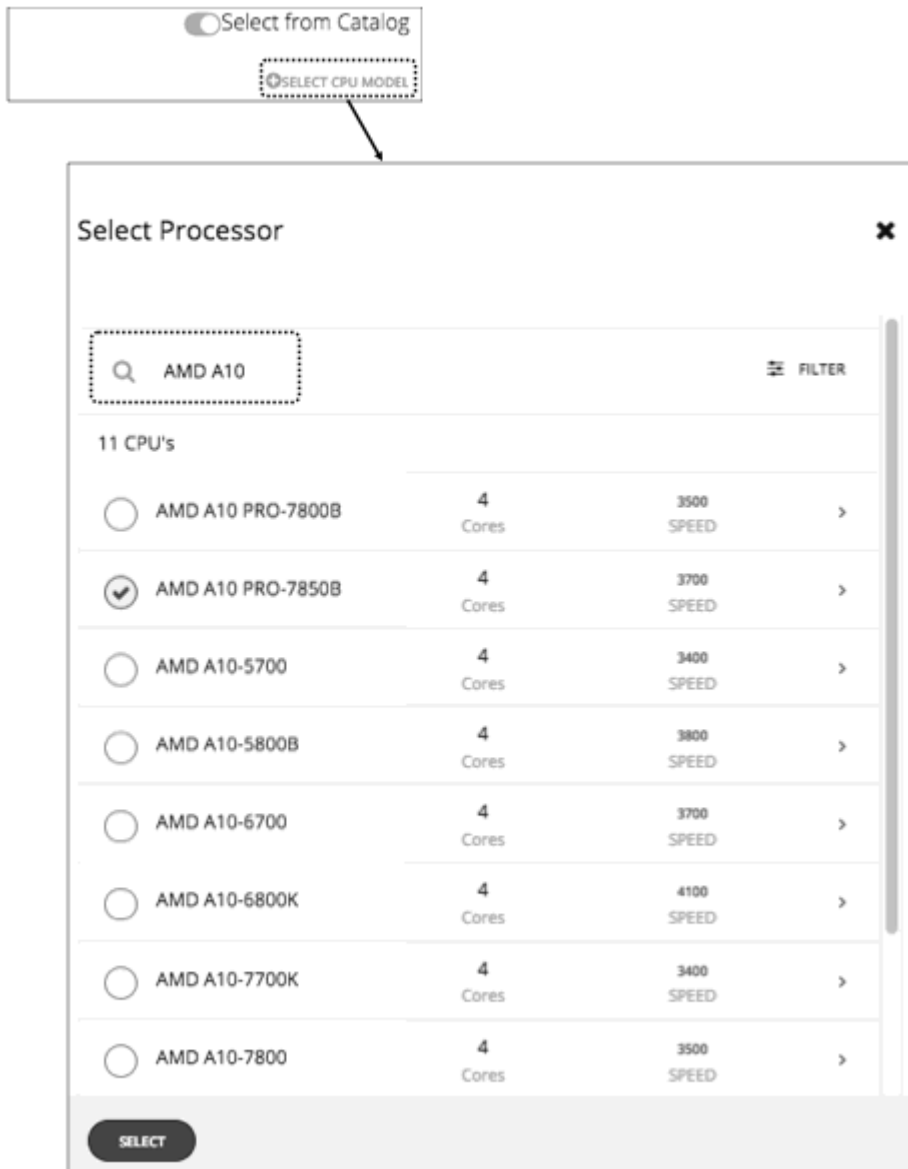 Select from Catalog
SELECT CPU MODEL
Select Processor
AMD A10
FILTER
11 CPU's
AMD A10 PRO-7800B 4 3500
Cores SPEED
AMD A10 PRO-7850B 4 3700
Cores SPEED
AMD A10-5700 4 3400
Cores SPEED
AMD A10-5800B 4 3800
Cores SPEED
AMD A10-6700 4 3700
Cores SPEED
AMD A10-6800K 4 4100
Cores SPEED
AMD A10-7700K 4 3400
Cores SPEED
AMD A10-7800 4 3500
Cores SPEED
SELECT